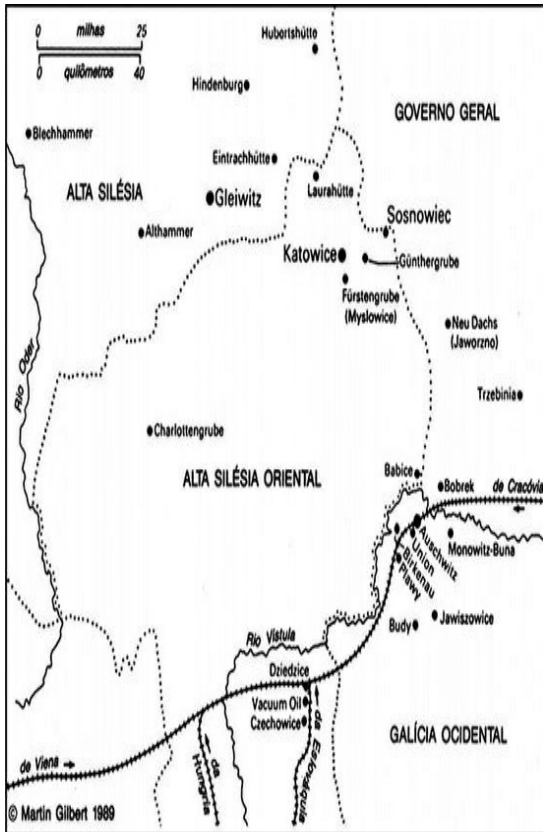 0 milhas 25
0 quilômetros 40
Hubortshütte
Hindenburg
GOVERNO GERAL
Blechhammer
Eintrachhütte
ALTA SILÉSIA
Laurahütte
Gleiwitz
Sosnowiec
Althammer
Katowice
Günthergrube
Fürstengrube
(Myslowice)
Rio Oder
Neu Dachs
(Jaworzno)
Trzebinia
Charlottengrube
ALTA SILÉSIA ORIENTAL
Babice
Bobrek
de Cracóvia
Auschwitz
Union
Birkenau
Plawy
Monowitz-Buna
Rio Vistula
Budy
Jawiszowice
Dziedzice
Vacuum Oil
Czechowice
GALÍCIA OCIDENTAL
de Viena
da Hungria
da Eslováquia
© Martin Gilbert 1989